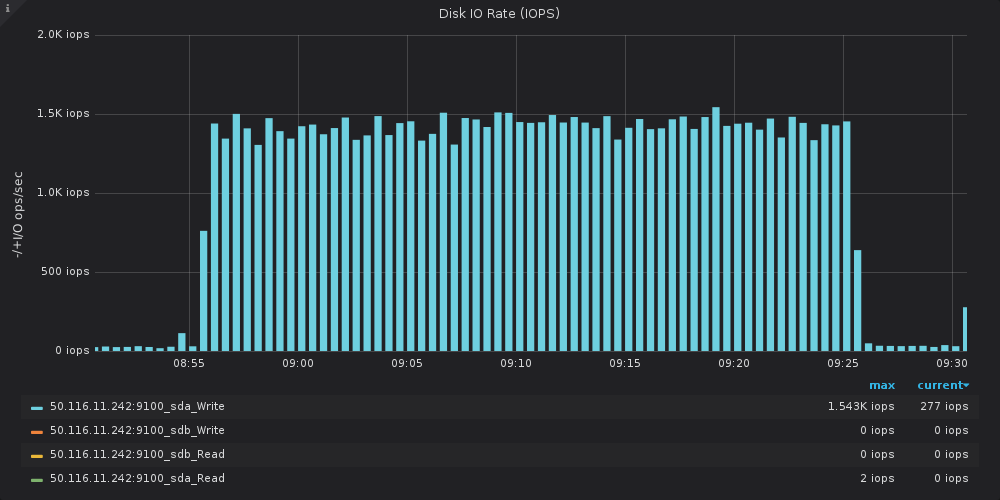 i
Disk IO Rate (IOPS)
-/+I/O ops/sec
2.0K iops
1.5K iops
1.0K iops
500 iops
0 iops
08:55 09:00 09:05 09:10 09:15 09:20 09:25 09:30
max current
50.116.11.242:9100_sda_Write 1.543K iops 277 iops
50.116.11.242:9100_sdb_Write 0 iops 0 iops
50.116.11.242:9100_sdb_Read 0 iops 0 iops
50.116.11.242:9100_sda_Read 2 iops 0 iops